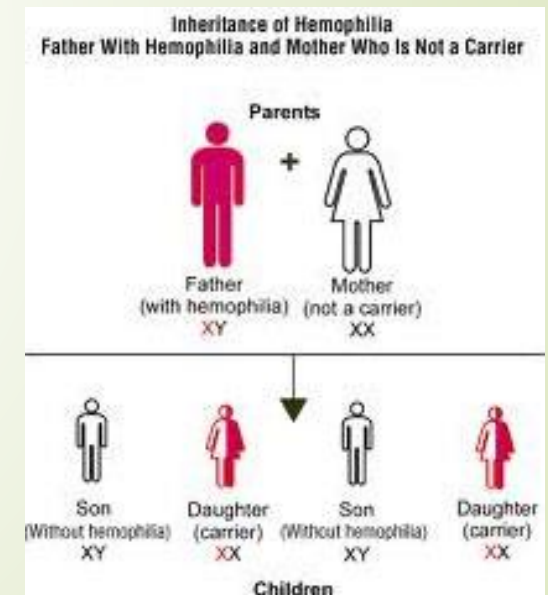 Inheritance of Hemophilia
Father With Hemophilia and Mother Who Is Not a Carrier
Parents
+
Father
(with hemophilia)
XY
Mother
(not a carrier)
XX
Son
(Without hemophilia)
XY
Daughter
(carrier)
XX
Son
(Without hemophilia)
XY
Daughter
(carrier)
XX
Children